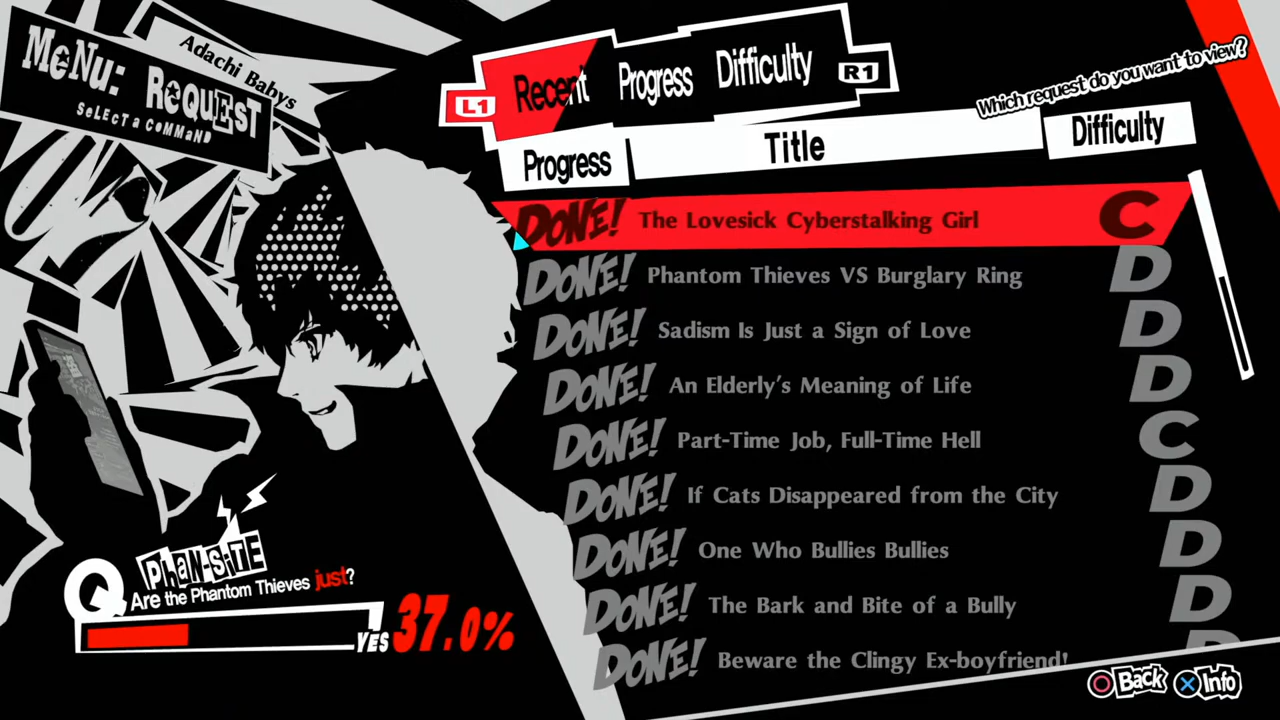 Adachi Babys
MeNu: ReQUEST
SeLEcT a CoMMaND
L1 Recent Progress Difficulty R1
Which request do you want to view?
Progress Title Difficulty
DONE! The Lovesick Cyberstalking Girl C
DONE! Phantom Thieves VS Burglary Ring D
DONE! Sadism Is Just a Sign of Love D
DONE! An Elderly's Meaning of Life D
DONE! Part-Time Job, Full-Time Hell C
DONE! If Cats Disappeared from the City D
DONE! One Who Bullies Bullies D
DONE! The Bark and Bite of a Bully D
DONE! Beware the Clingy Ex-boyfriend!
PhaN-SiTE
Q Are the Phantom Thieves just?
YES 37.0%
Back Info